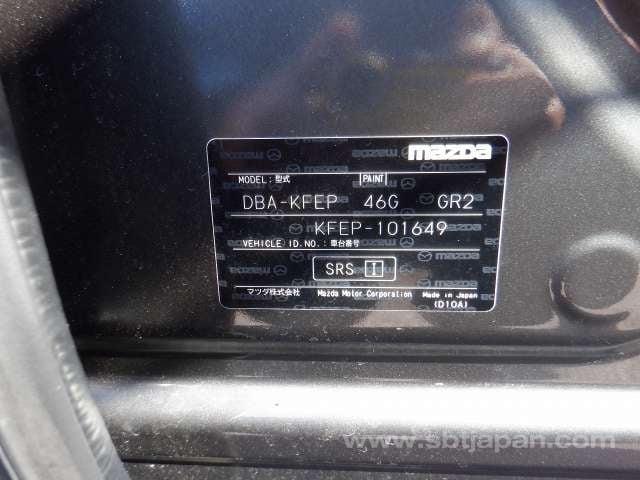 mazda
MODEL: 型式 PAINT
DBA-KFEP 46G GR2
KFEP-101649
VEHICLE ID.NO.: 車台番号
SRS I
マツダ株式会社 Mazda Motor Corporation Made in Japan
(D10A)
www.sbtjapan.com